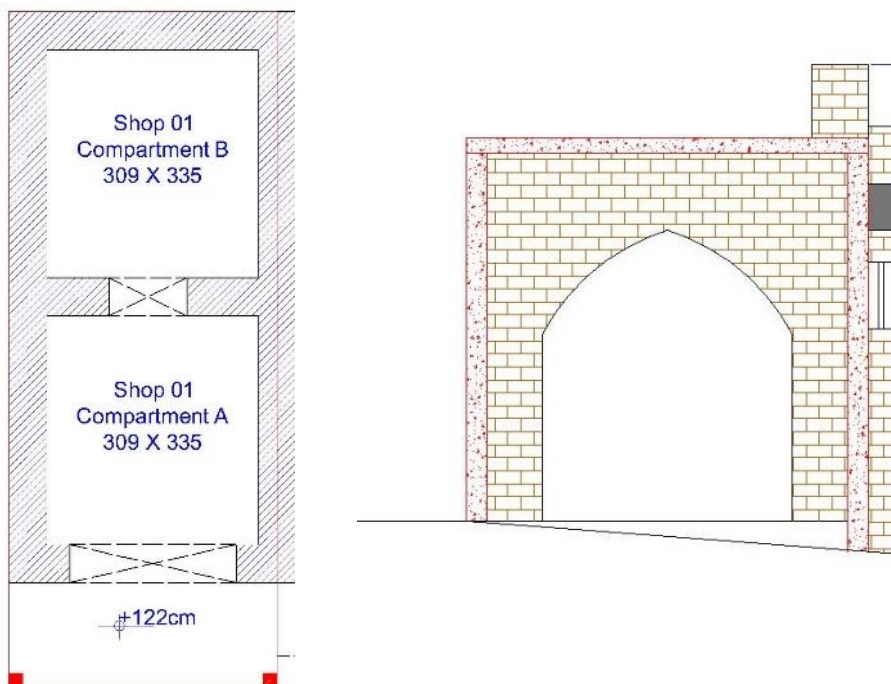 Shop 01
Compartment B
309 X 335
Shop 01
Compartment A
309 X 335
+122cm